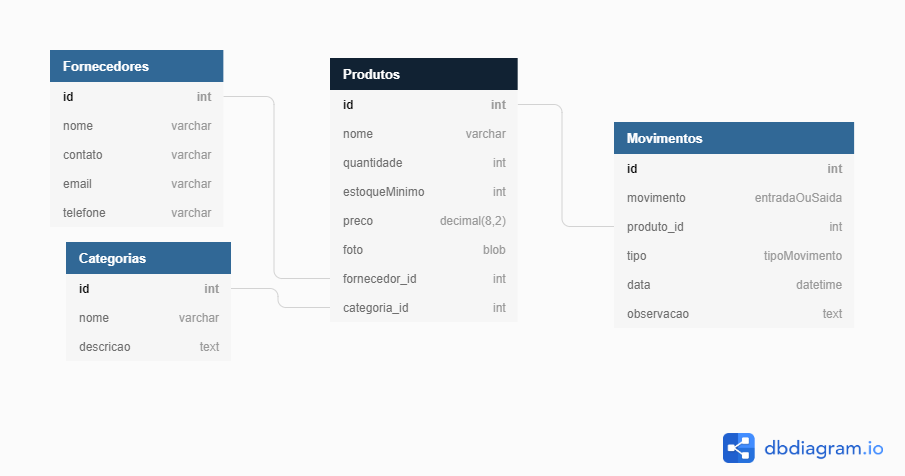 Fornecedores
id int
nome varchar
contato varchar
email varchar
telefone varchar
Categorias
id int
nome varchar
descricao text
Produtos
id int
nome varchar
quantidade int
estoqueMinimo int
preco decimal(8,2)
foto blob
fornecedor_id int
categoria_id int
Movimentos
id int
movimento entradaOuSaida
produto_id int
tipo tipoMovimento
data datetime
observacao text
dbdiagram.io